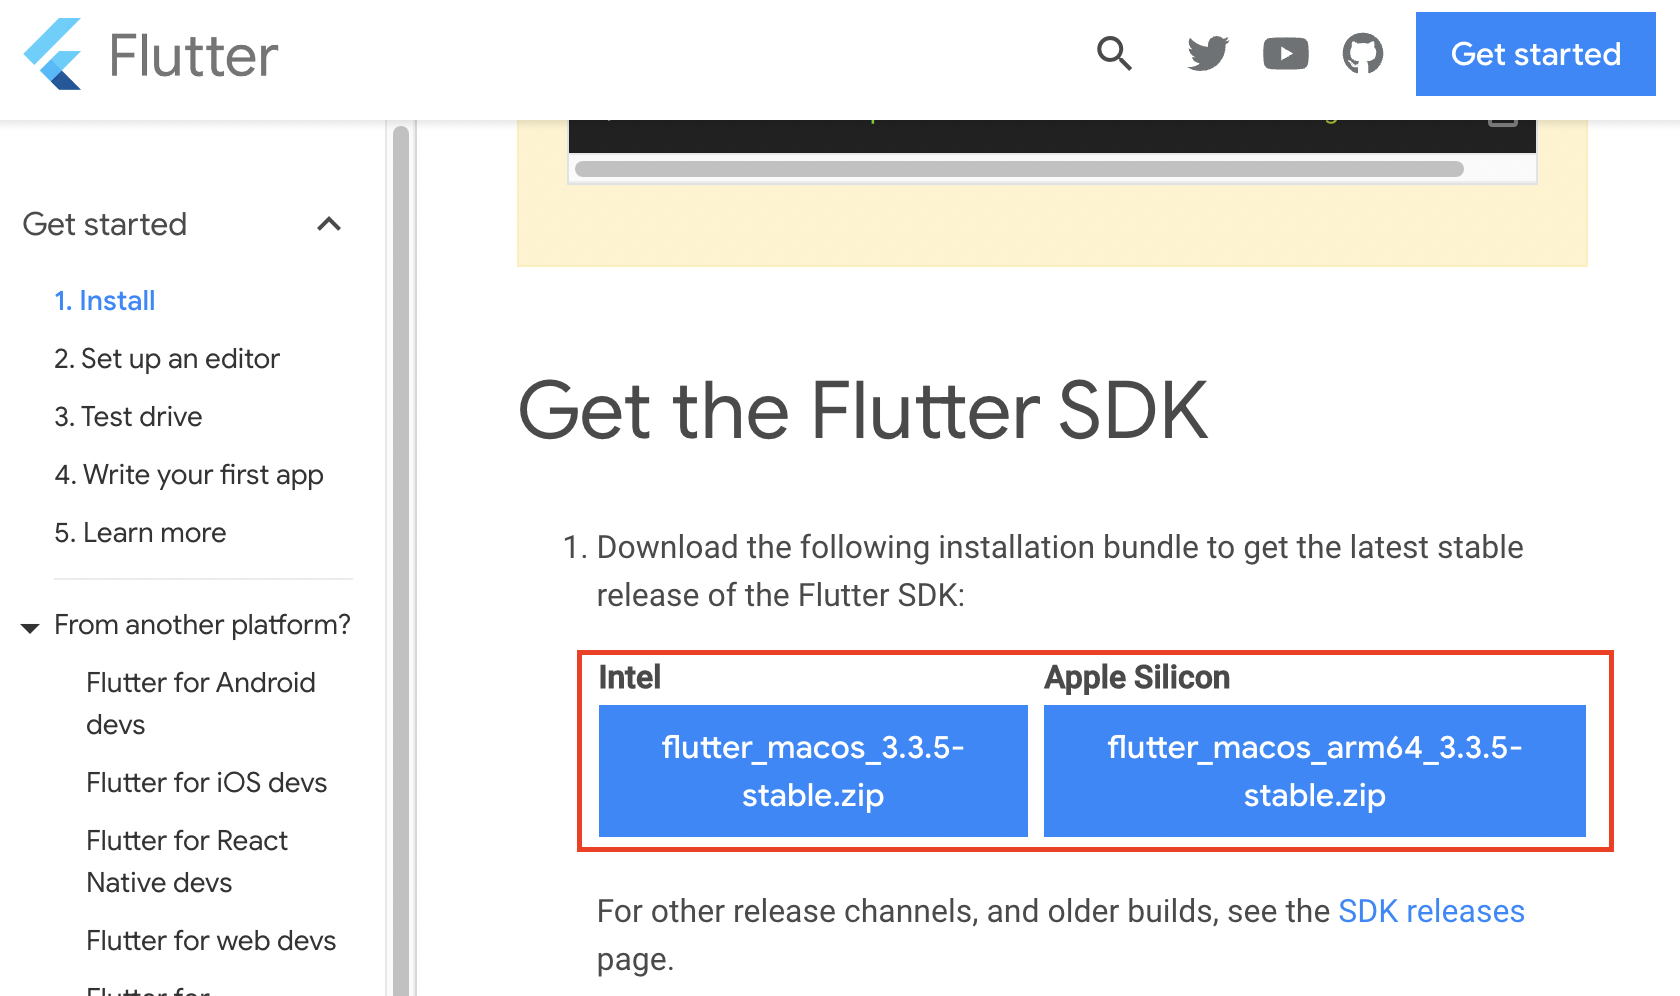 Flutter
Get started
Get started
1. Install
2. Set up an editor
3. Test drive
4. Write your first app
5. Learn more
From another platform?
Flutter for Android
devs
Flutter for iOS devs
Flutter for React
Native devs
Flutter for web devs
Flutter for
Get the Flutter SDK
1. Download the following installation bundle to get the latest stable
release of the Flutter SDK:
Intel
Apple Silicon
flutter_macos_3.3.5-
stable.zip
flutter_macos_arm64_3.3.5-
stable.zip
For other release channels, and older builds, see the SDK releases
page.